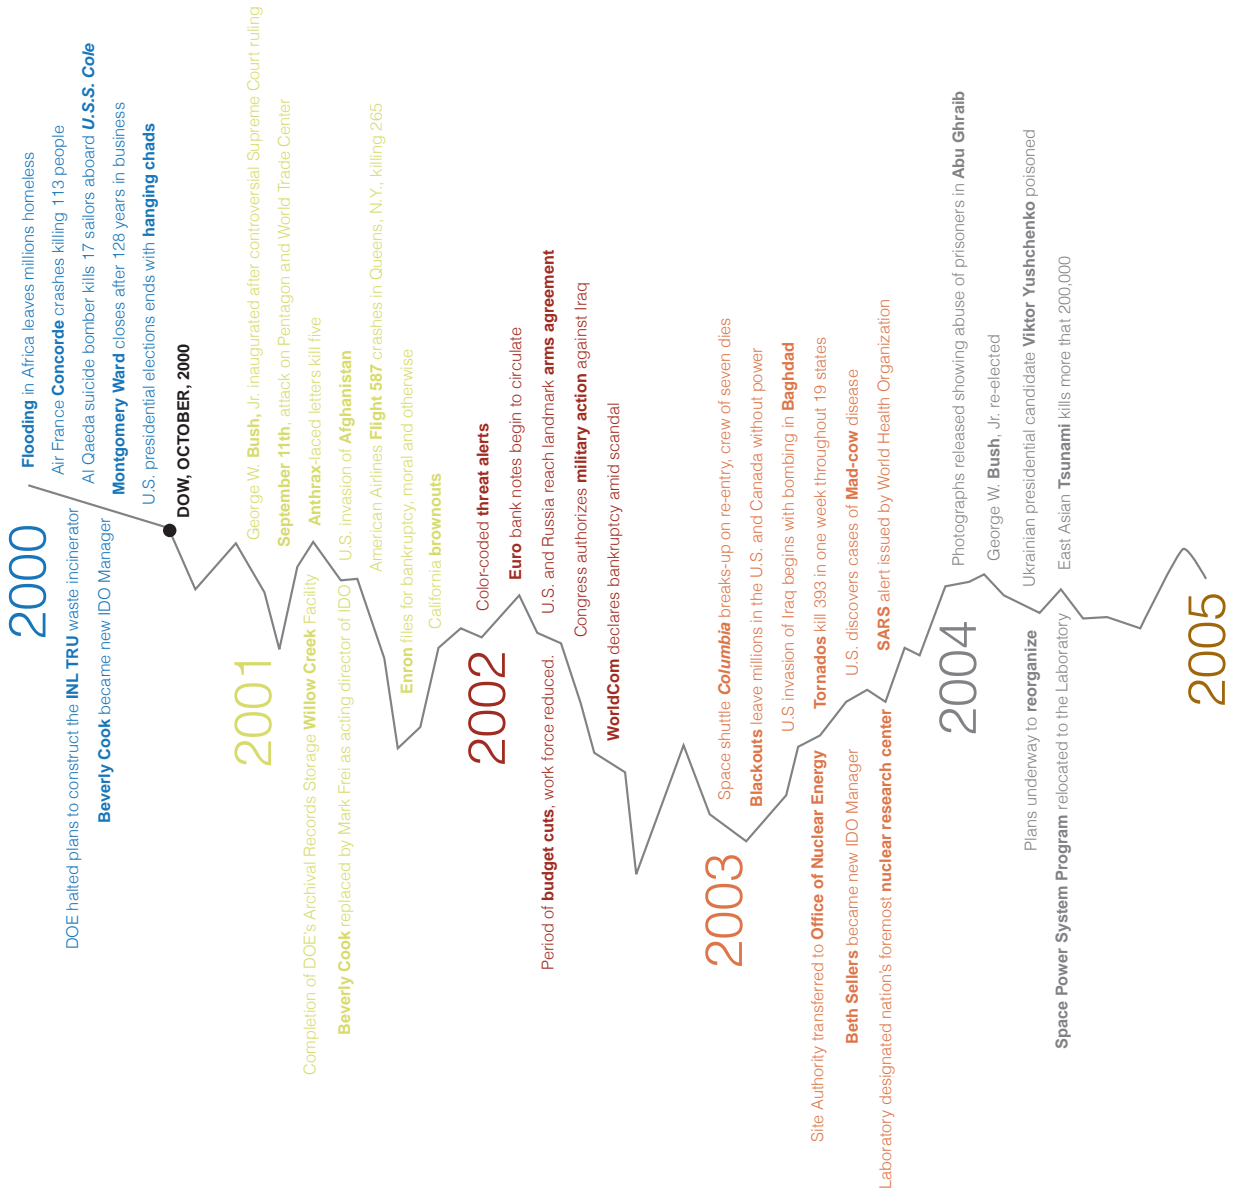 2000
Flooding in Africa leaves millions homeless
Air France Concorde crashes killing 113 people
Al Qaeda suicide bomber kills 17 sailors aboard U.S.S. Cole
Montgomery Ward closes after 128 years in business
U.S. presidential elections ends with hanging chads
DOW, OCTOBER, 2000
DOE halted plans to construct the INL TRU waste incinerator
Beverly Cook became new IDO Manager
2001
George W. Bush, Jr. inaugurated after controversial Supreme Court ruling
September 11th, attack on Pentagon and World Trade Center
Anthrax-laced letters kill five
U.S. invasion of Afghanistan
American Airlines Flight 587 crashes in Queens, N.Y., killing 265
Enron files for bankruptcy, moral and otherwise
California brownouts
Completion of DOE's Archival Records Storage Willow Creek Facility
Beverly Cook replaced by Mark Frei as acting director of IDO
2002
Color-coded threat alerts
Euro bank notes begin to circulate
U.S. and Russia reach landmark arms agreement
Congress authorizes military action against Iraq
WorldCom declares bankruptcy amid scandal
Period of budget cuts, work force reduced.
2003
Space shuttle Columbia breaks-up on re-entry, crew of seven dies
Blackouts leave millions in the U.S. and Canada without power
U.S invasion of Iraq begins with bombing in Baghdad
Tornados kill 393 in one week throughout 19 states
U.S. discovers cases of Mad-cow disease
SARS alert issued by World Health Organization
Site Authority transferred to Office of Nuclear Energy
Beth Sellers became new IDO Manager
Laboratory designated nation's foremost nuclear research center
2004
Photographs released showing abuse of prisoners in Abu Ghraib
George W. Bush, Jr. re-elected
Ukrainian presidential candidate Viktor Yushchenko poisoned
East Asian Tsunami kills more that 200,000
Plans underway to reorganize
Space Power System Program relocated to the Laboratory
2005